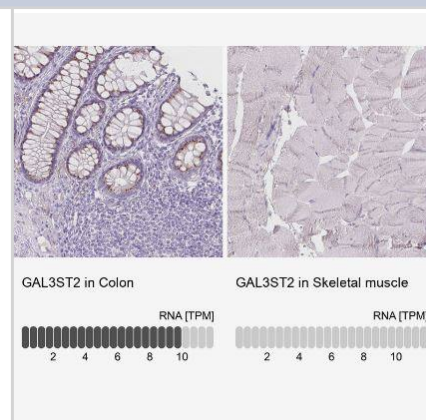 GAL3ST2 in Colon
RNA [TPM]
2 4 6 8 10
GAL3ST2 in Skeletal muscle
RNA [TPM]
2 4 6 8 10